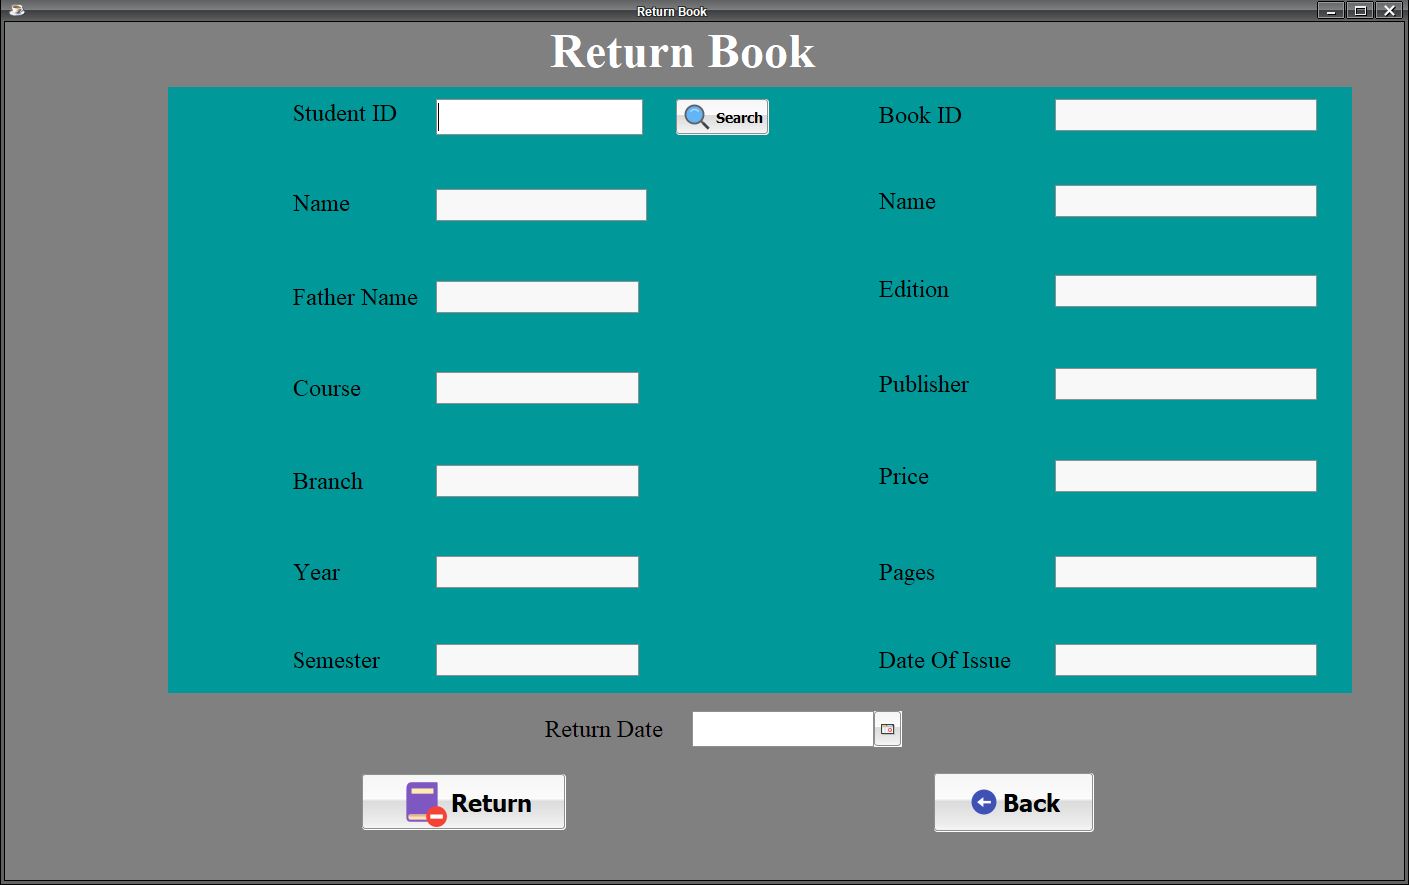 Return Book
Return Book
Student ID
Search
Book ID
Name
Name
Father Name
Edition
Course
Publisher
Branch
Price
Year
Pages
Semester
Date Of Issue
Return Date
Return
Back